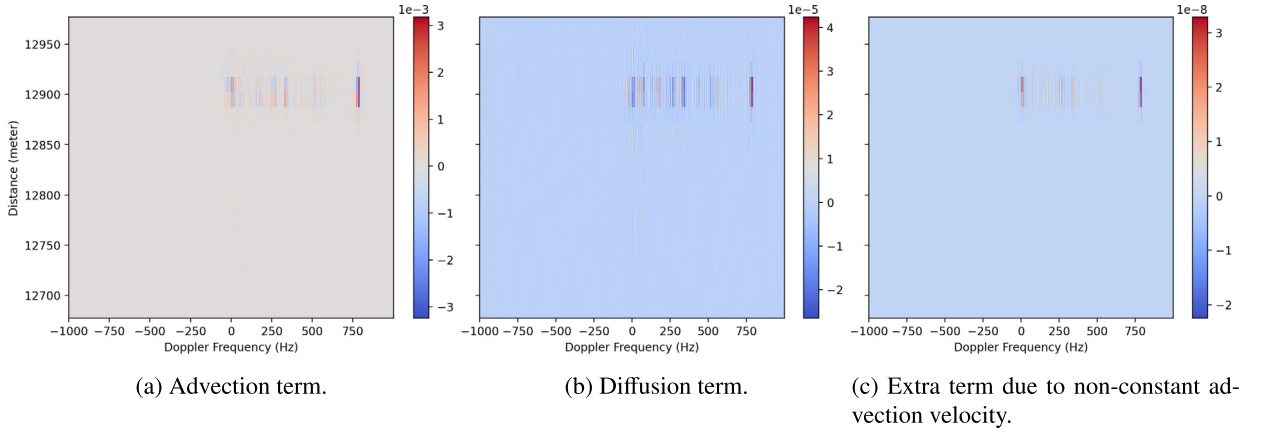 1e−3
1e−5
1e−8
12950
12900
12850
12800
12750
12700
Distance (meter)
−1000 −750 −500 −250 0 250 500 750
Doppler Frequency (Hz)
3
2
1
0
−1
−2
−3
−1000 −750 −500 −250 0 250 500 750
Doppler Frequency (Hz)
4
3
2
1
0
−1
−2
−1000 −750 −500 −250 0 250 500 750
Doppler Frequency (Hz)
3
2
1
0
−1
−2
(a) Advection term.
(b) Diffusion term.
(c) Extra term due to non-constant ad-
vection velocity.